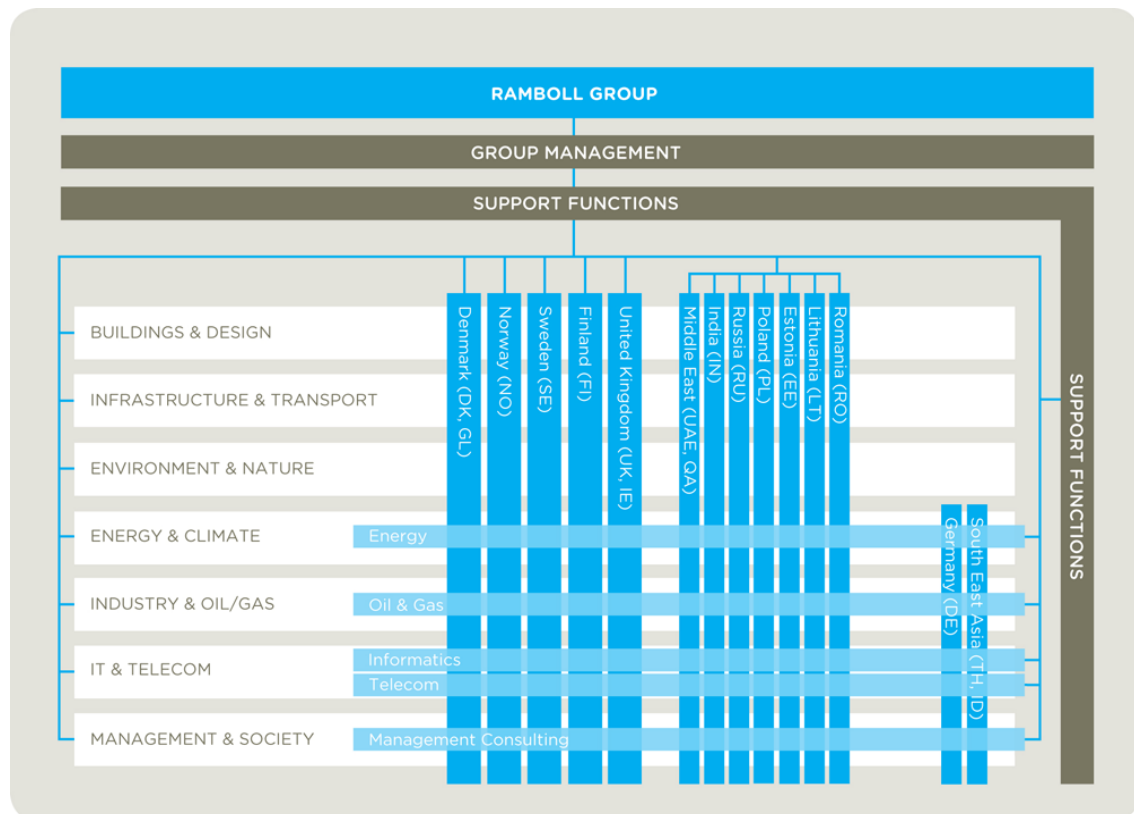 RAMBOLL GROUP
GROUP MANAGEMENT
SUPPORT FUNCTIONS
Denmark (DK, GL)
Norway (NO)
Sweden (SE)
Finland (FI)
United Kingdom (UK, IE)
Middle East (UAE, QA)
India (IN)
Russia (RU)
Poland (PL)
Estonia (EE)
Lithuania (LT)
Romania (RO)
BUILDINGS & DESIGN
INFRASTRUCTURE & TRANSPORT
ENVIRONMENT & NATURE
ENERGY & CLIMATE
Energy
INDUSTRY & OIL/GAS
Oil & Gas
IT & TELECOM
Informatics
Telecom
MANAGEMENT & SOCIETY
Management Consulting
Germany (DE)
South East Asia (TH, ID)
SUPPORT FUNCTIONS